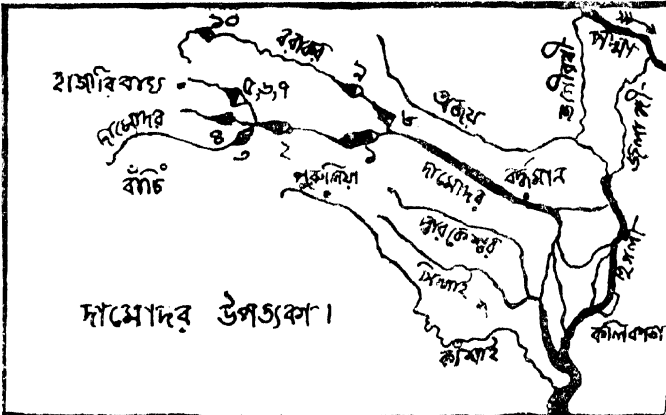 ১০
বরাকর
পদ্মা
হাজারিবাঘ
৫,৬,৭
৯
অজয়
ভাগীরথী
জলাঙ্গী
দামোদর
৪
৩
২
১
৮
রাঁচি
পুরুলিয়া
দামোদর
বর্দ্ধমান
দ্বারকেশ্বর
হুগলী
শিলাই
কাঁসাই
কলিকাতা
দামোদর উপত্যকা।